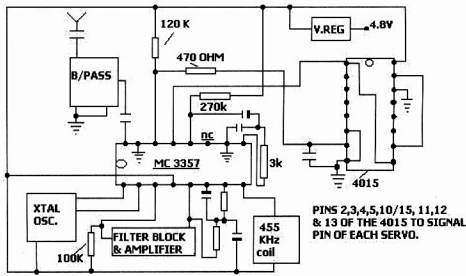 120 K
V.REG
4.8V
470 OHM
B/PASS
270k
nc
MC 3357
3k
4015
XTAL
OSC.
100K
FILTER BLOCK
& AMPLIFIER
455
KHz
coil
PINS 2,3,4,5,10/15, 11,12
& 13 OF THE 4015 TO SIGNAL
PIN OF EACH SERVO.